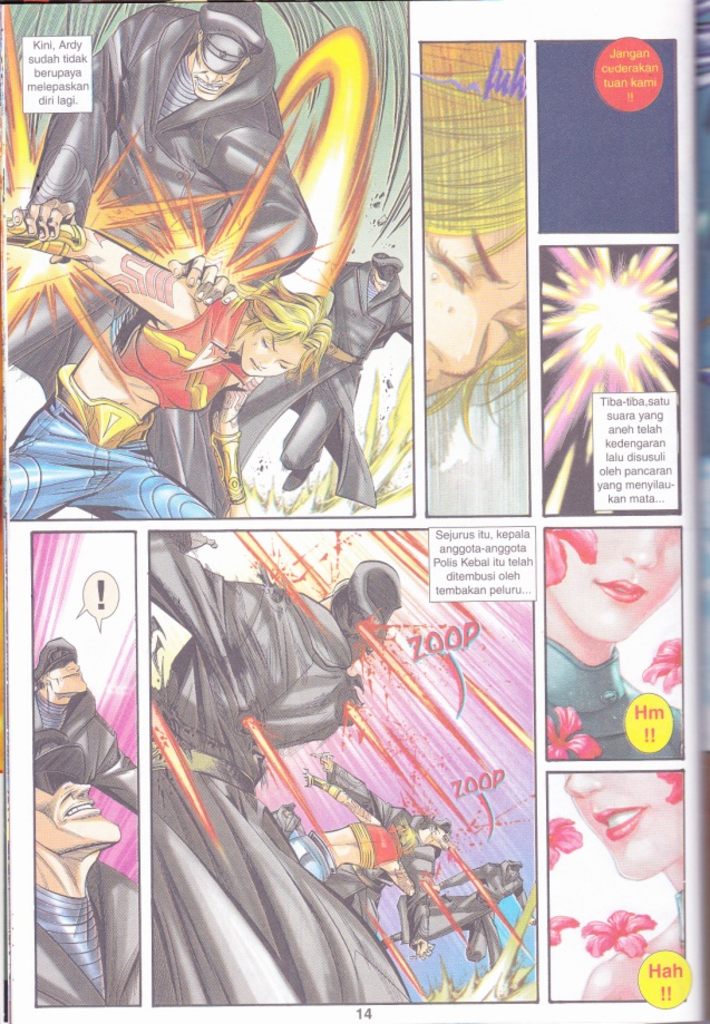 Kini, Ardy
sudah tidak
berupaya
melepaskan
diri lagi.
fuh
Jangan
cederakan
tuan kami
!!
Tiba-tiba,satu
suara yang
aneh telah
kedengaran
lalu disusuli
oleh pancaran
yang menyilau-
kan mata...
!
Sejurus itu, kepala
anggota-anggota
Polis Kebal itu telah
ditembusi oleh
tembakan peluru...
ZOOP
ZOOP
Hm
!!
Hah
!!
14